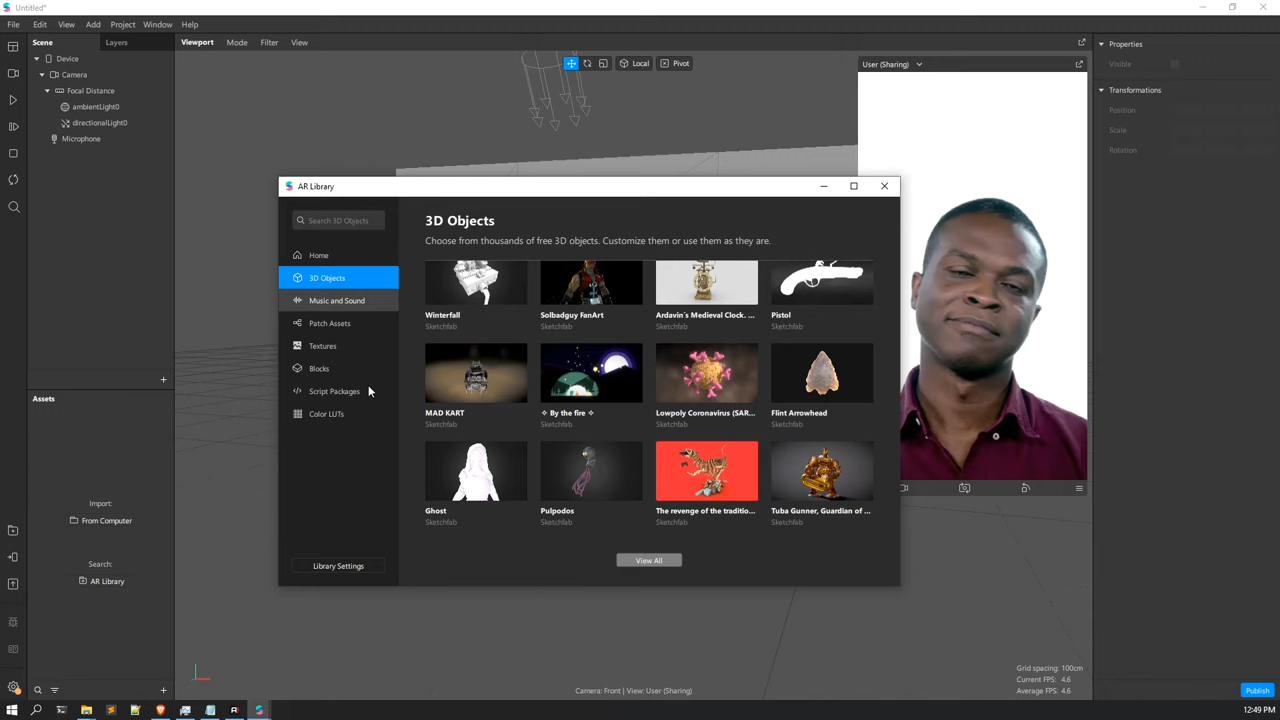 Untitled*
File Edit View Add Project Window Help
Scene Layers
Viewport Mode Filter View
Device
Camera
Focal Distance
ambientLight0
directionalLight0
Microphone
Local Pivot
User (Sharing)
Properties
Visible
Transformations
Position
Scale
Rotation
AR Library
Search 3D Objects
Home
3D Objects
Music and Sound
Patch Assets
Textures
Blocks
Script Packages
Color LUTs
Library Settings
3D Objects
Choose from thousands of free 3D objects. Customize them or use them as they are.
Winterfall Solbadguy FanArt Ardavin´s Medieval Clock. ... Pistol
Sketchfab Sketchfab Sketchfab Sketchfab
MAD KART ✧ By the fire ✧ Lowpoly Coronavirus (SAR... Flint Arrowhead
Sketchfab Sketchfab Sketchfab Sketchfab
Ghost Pulpodos The revenge of the traditio... Tuba Gunner, Guardian of ...
Sketchfab Sketchfab Sketchfab Sketchfab
View All
Assets
Import:
From Computer
Search:
AR Library
Grid spacing: 100cm
Current FPS: 4.6
Average FPS: 4.6
Camera: Front | View: User (Sharing)
Publish
12:49 PM